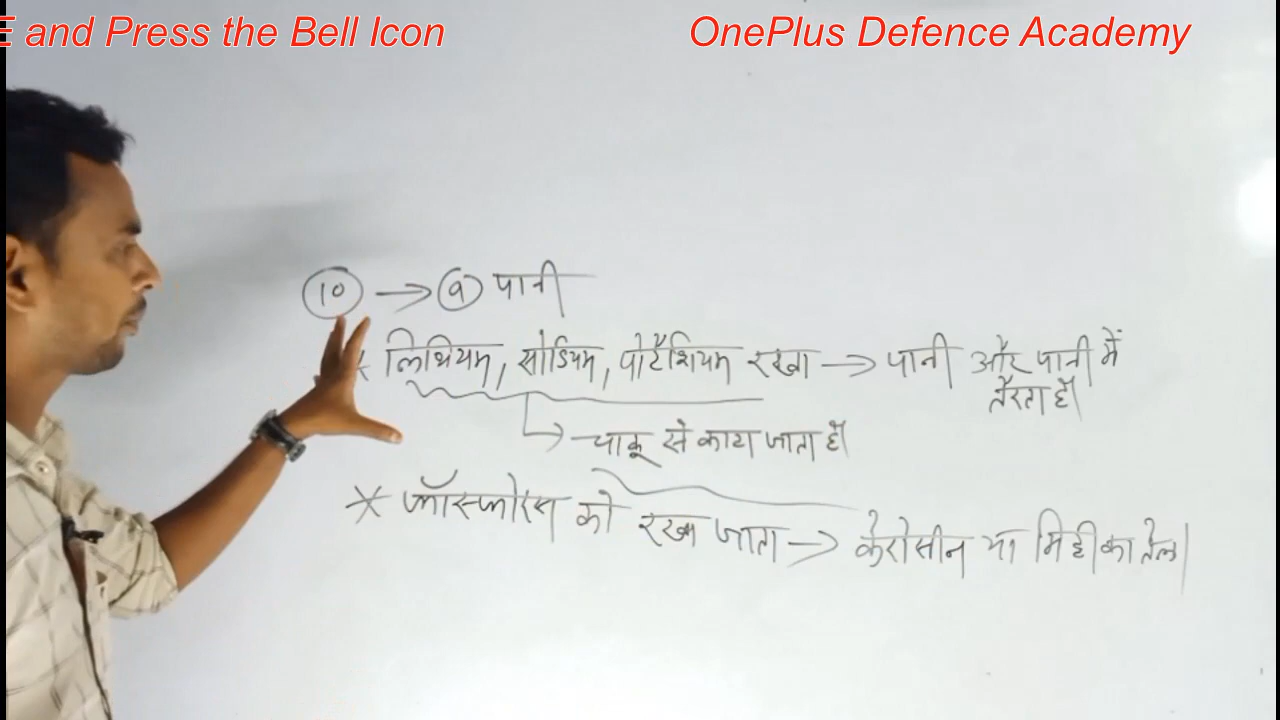 E and Press the Bell Icon
OnePlus Defence Academy
10 → a पानी
* लिथियम, सोडियम, पोटैशियम रखा → पानी और पानी में
तैरता है।
→ चाकू से काटा जाता है।
* फॉस्फोरस को रखा जाता → केरोसीन या मिट्टी का तेल।